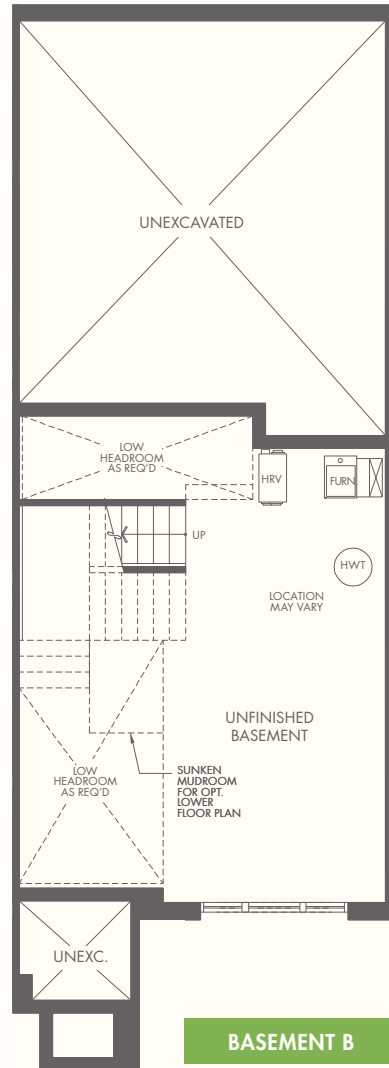 UNEXCAVATED
LOW
HEADROOM
AS REQ'D
HRV
FURN
UP
HWT
LOCATION
MAY VARY
UNFINISHED
BASEMENT
LOW
HEADROOM
AS REQ'D
SUNKEN
MUDROOM
FOR OPT.
LOWER
FLOOR PLAN
UNEXC.
BASEMENT B